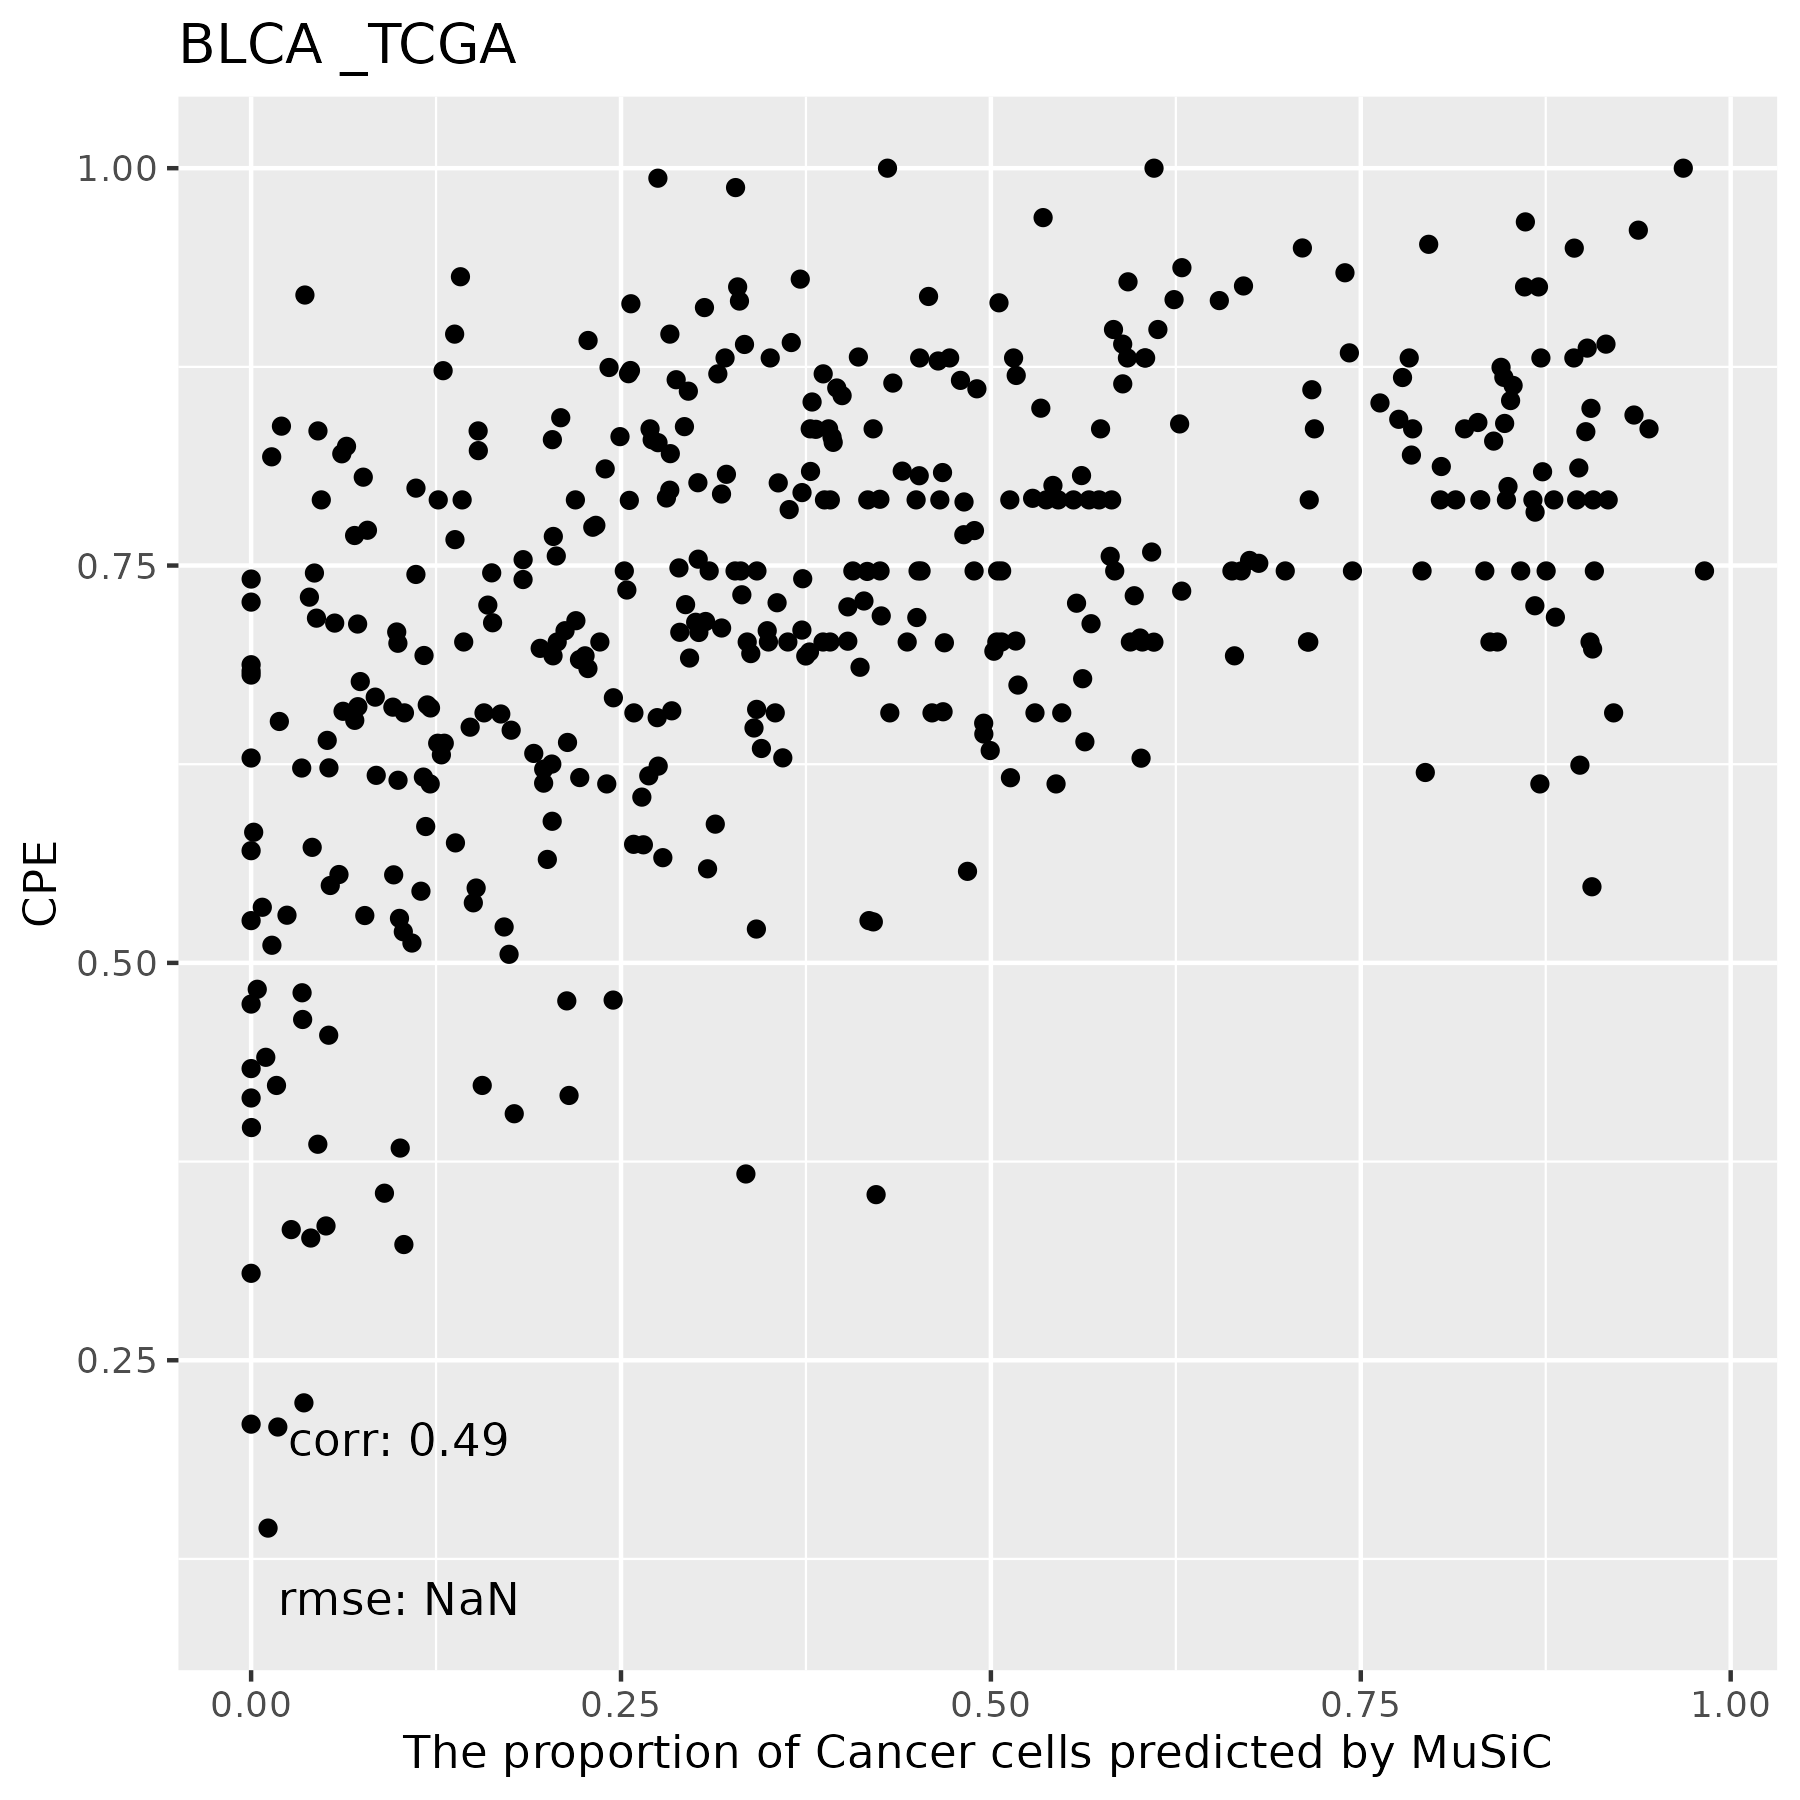 BLCA _TCGA
1.00
0.75
0.50
0.25
CPE
corr: 0.49
rmse: NaN
0.00 0.25 0.50 0.75 1.00
The proportion of Cancer cells predicted by MuSiC